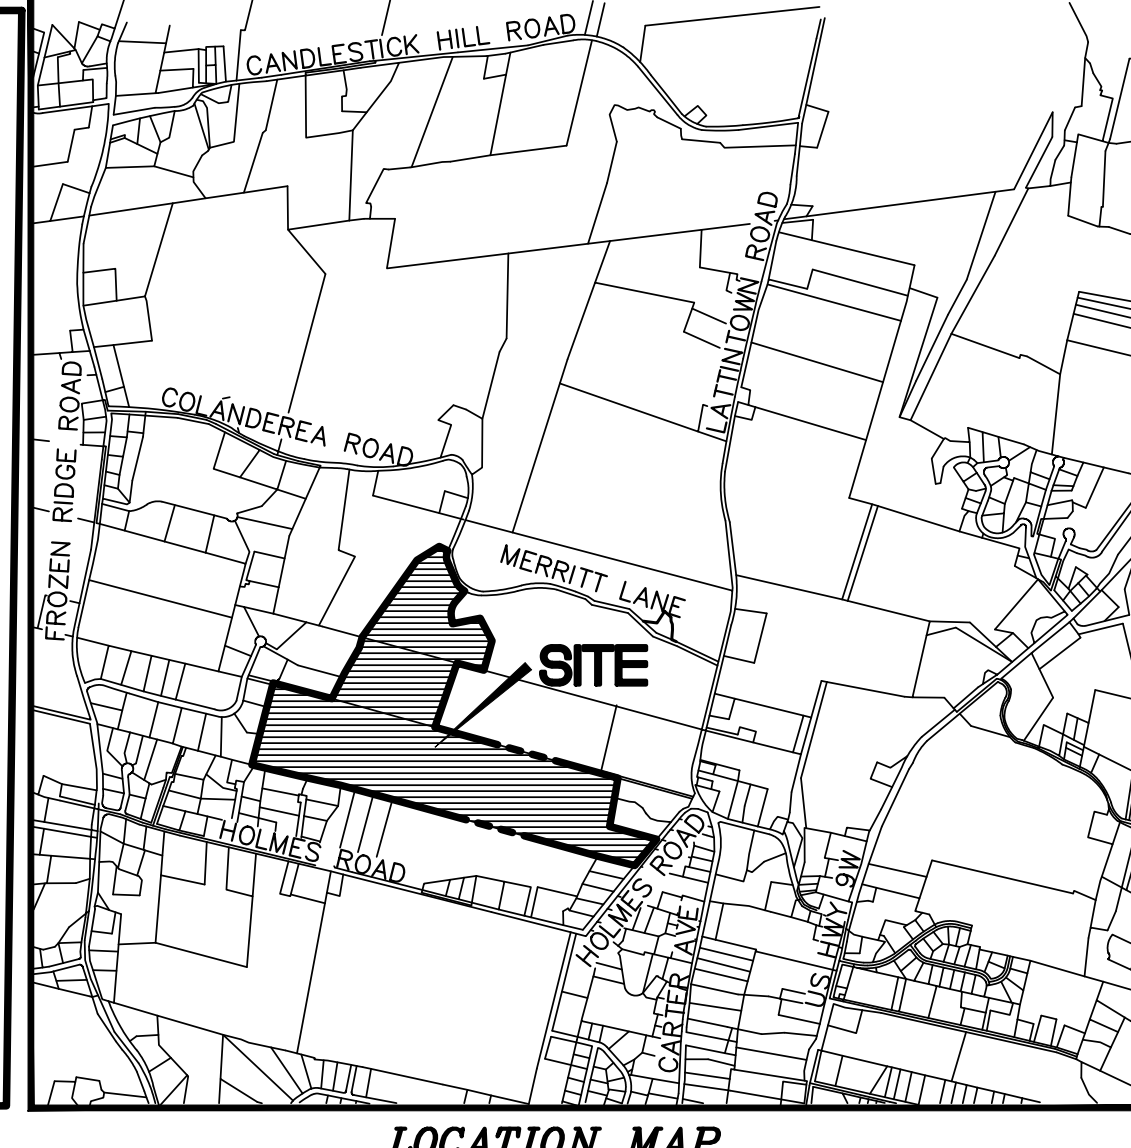 CANDLESTICK HILL ROAD
LATTINTOWN ROAD
COLANDEREA ROAD
FROZEN RIDGE ROAD
MERRITT LANE
SITE
HOLMES ROAD
HOLMES ROAD
US HWY 9W
CARTER AVE
LOCATION MAP